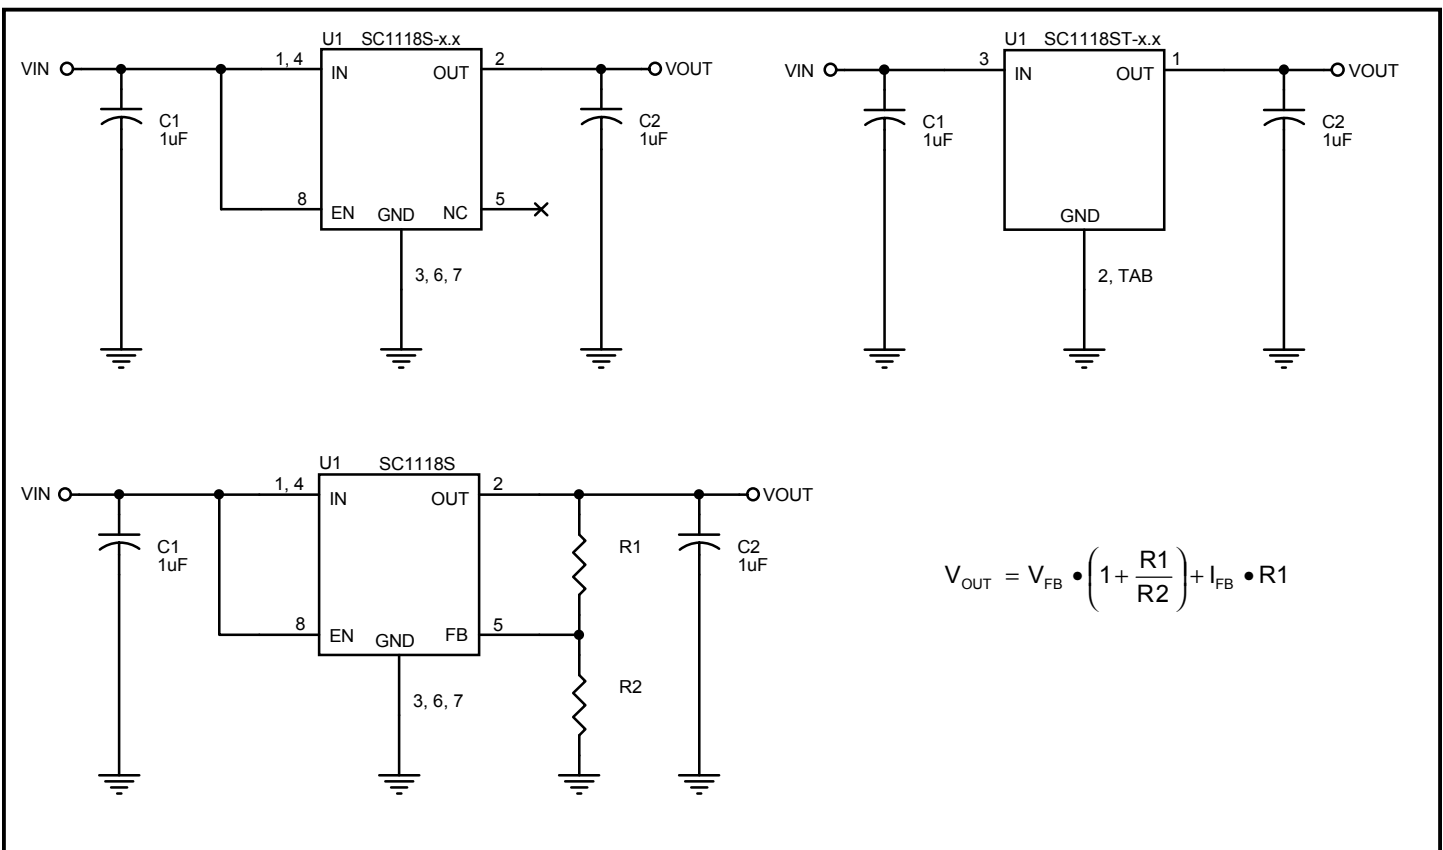 U1 SC1118S-x.x
VIN 1, 4 IN OUT 2 VOUT
C1
1uF
C2
1uF
8 EN GND NC 5
3, 6, 7
U1 SC1118ST-x.x
VIN 3 IN OUT 1 VOUT
C1
1uF
C2
1uF
GND
2, TAB
U1 SC1118S
VIN 1, 4 IN OUT 2 VOUT
C1
1uF
R1
C2
1uF
8 EN GND FB 5
R2
3, 6, 7
V_OUT = V_FB • (1 + R1/R2) + I_FB • R1